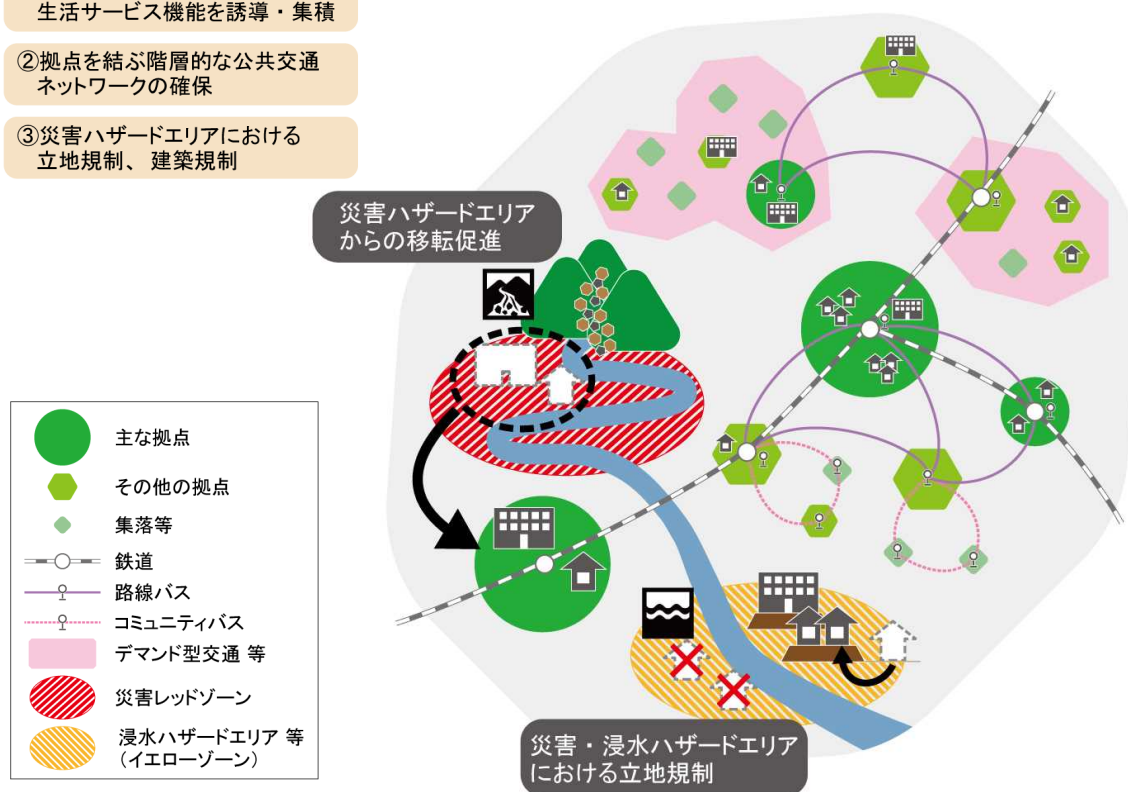 生活サービス機能を誘導・集積
②拠点を結ぶ階層的な公共交通
ネットワークの確保
③災害ハザードエリアにおける
立地規制、建築規制
災害ハザードエリア
からの移転促進
主な拠点
その他の拠点
集落等
鉄道
路線バス
コミュニティバス
デマンド型交通 等
災害レッドゾーン
浸水ハザードエリア 等
（イエローゾーン）
災害・浸水ハザードエリア
における立地規制